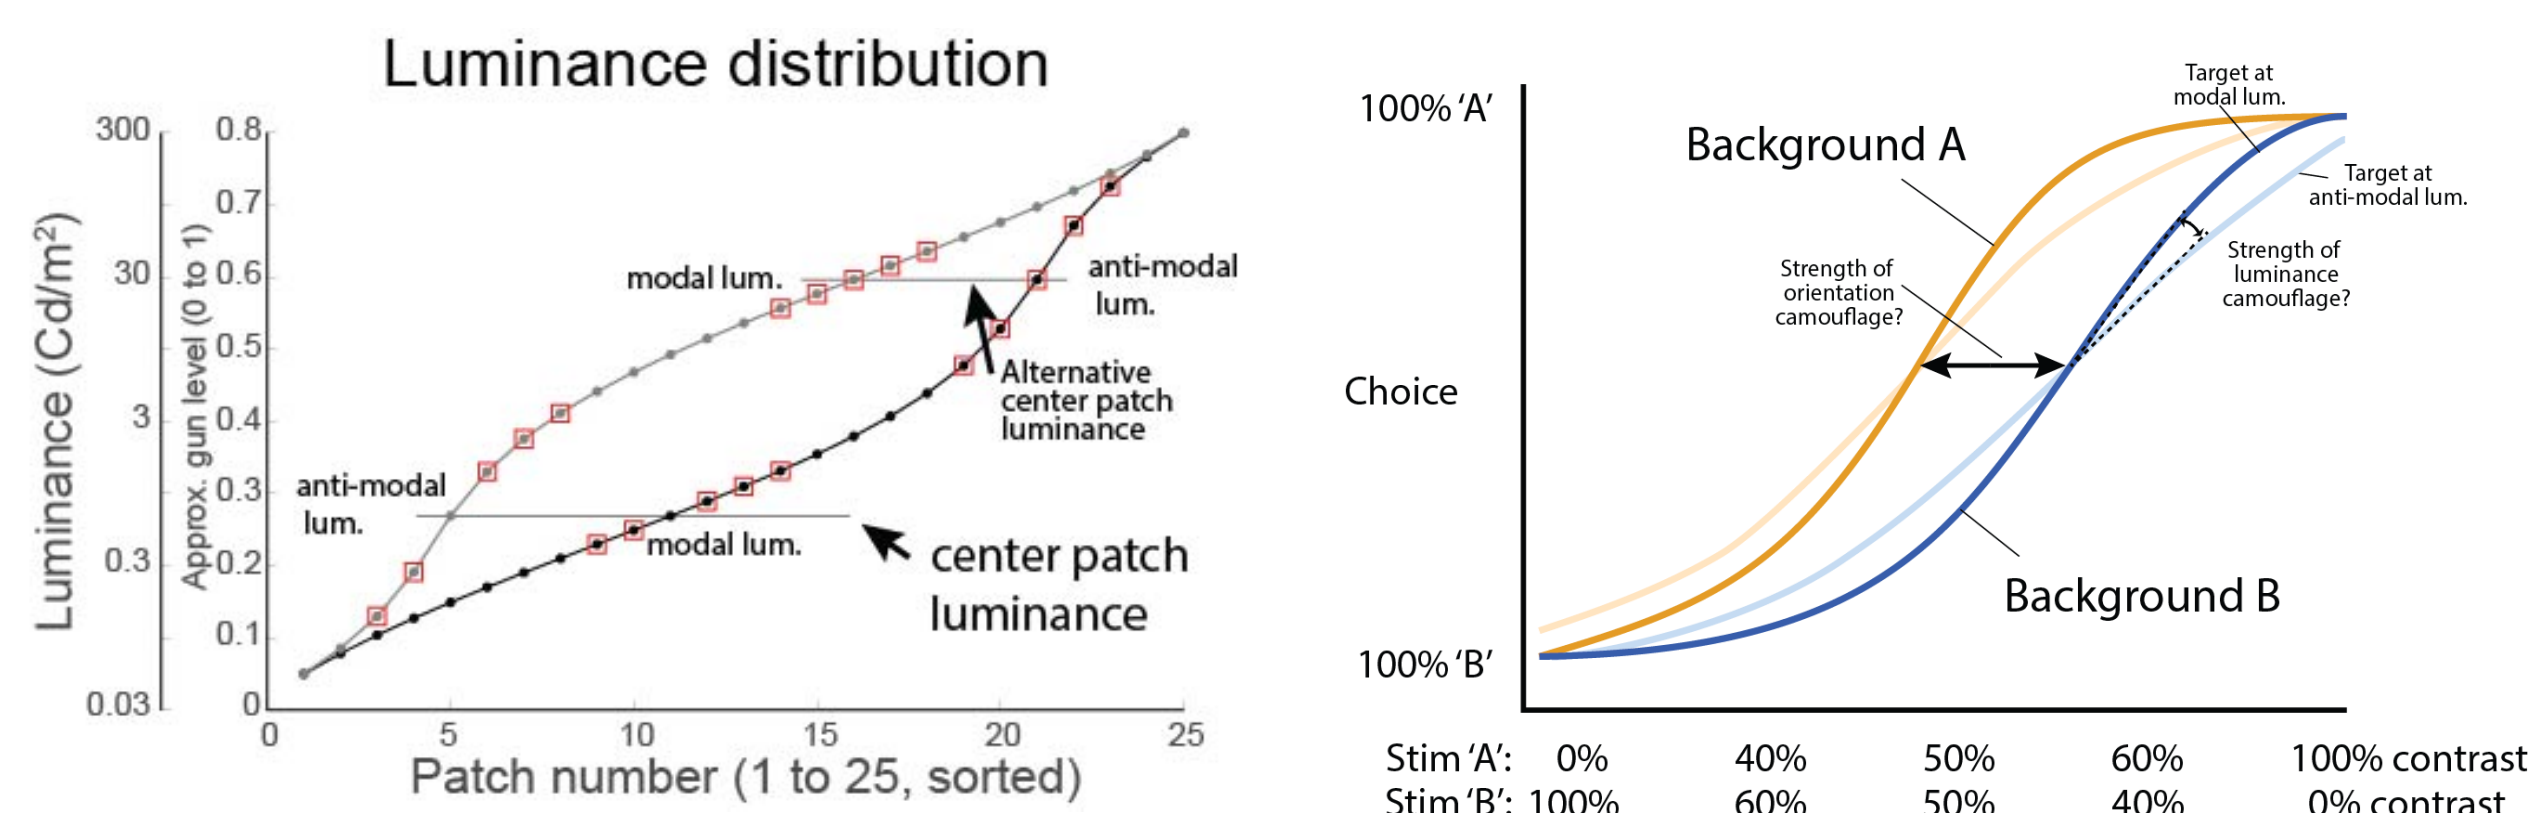 Luminance distribution
Luminance (Cd/m²)
300
30
3
0.3
0.03
Approx. gun level (0 to 1)
0.8
0.7
0.6
0.5
0.4
0.3
0.2
0.1
0
modal lum.
anti-modal
lum.
Alternative
center patch
luminance
anti-modal
lum.
modal lum.
center patch
luminance
0
5
10
15
20
25
Patch number (1 to 25, sorted)
100% ‘A’
Choice
100% ‘B’
Background A
Target at
modal lum.
Target at
anti-modal lum.
Strength of
orientation
camouflage?
Strength of
luminance
camouflage?
Background B
Stim ‘A’: 0% 40% 50% 60% 100% contrast
Stim ‘B’: 100% 60% 50% 40% 0% contrast